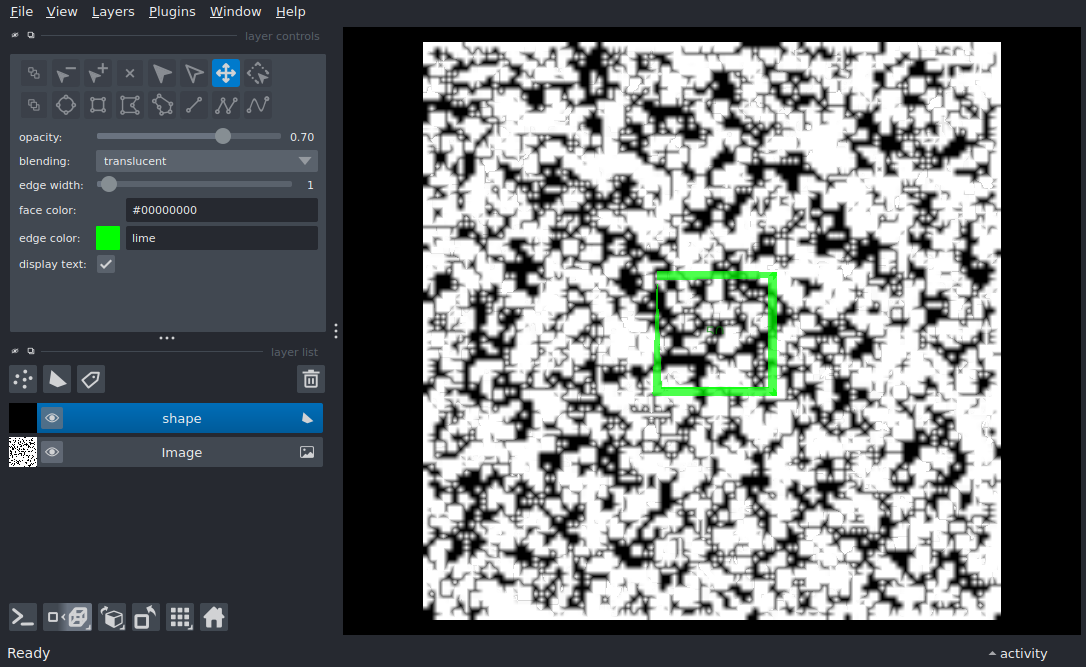 File View Layers Plugins Window Help
layer controls
opacity: 0.70
blending: translucent
edge width: 1
face color: #00000000
edge color: lime
display text:
layer list
shape
Image
Ready
activity